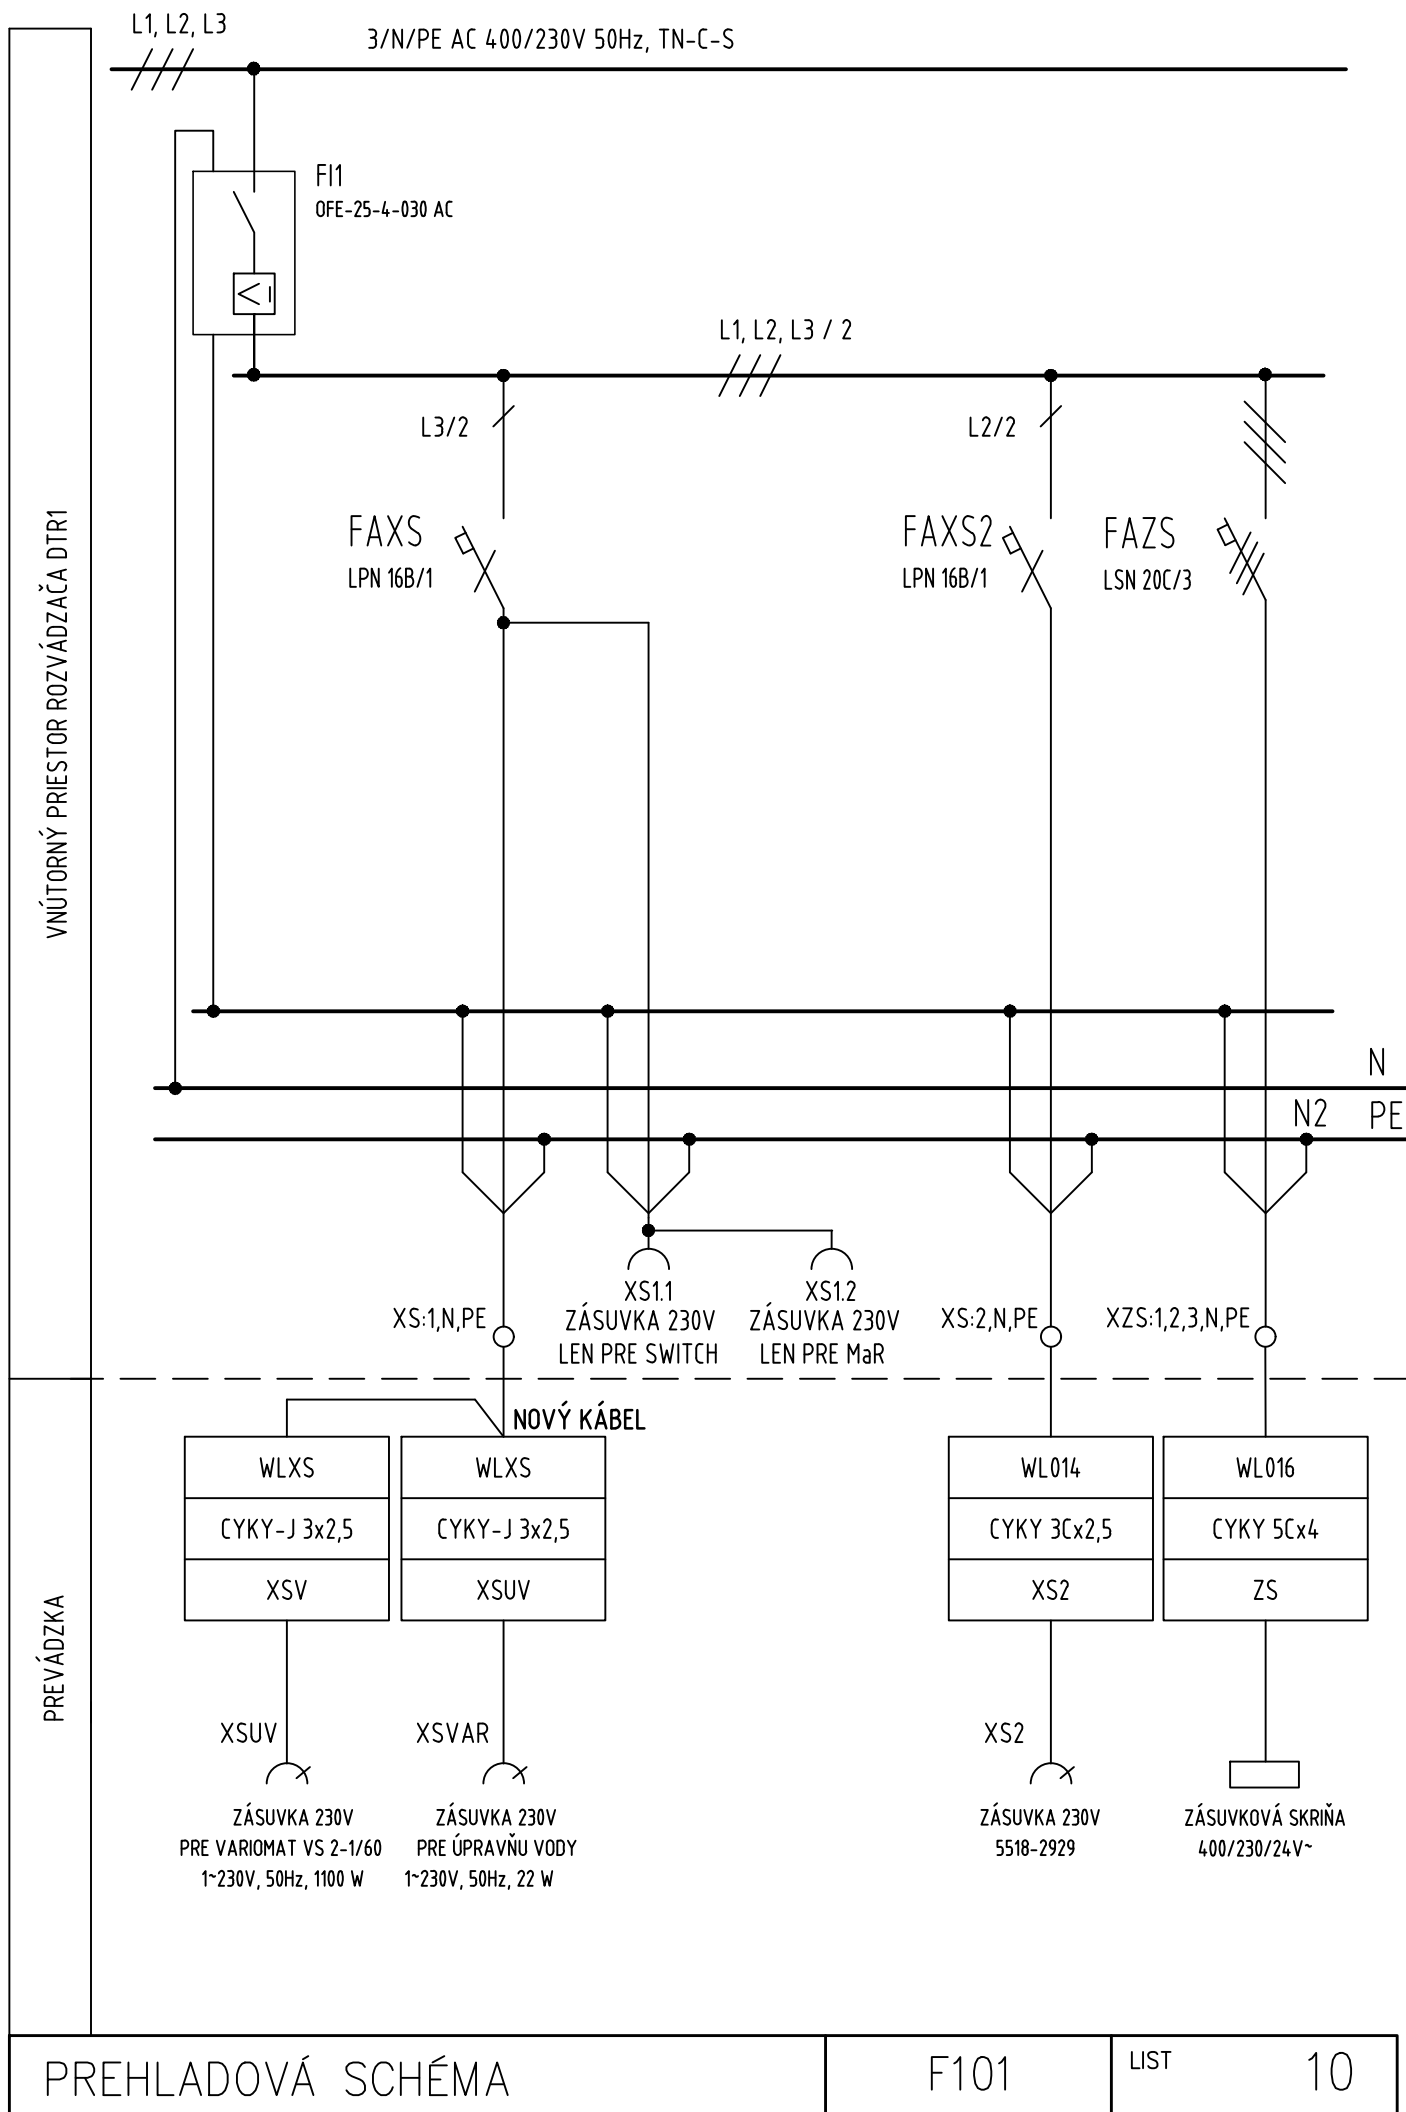 L1, L2, L3
3/N/PE AC 400/230V 50Hz, TN-C-S
FI1
OFE-25-4-030 AC
L1, L2, L3 / 2
L3/2
L2/2
FAXS
LPN 16B/1
FAXS2
LPN 16B/1
FAZS
LSN 20C/3
VNÚTORNÝ PRIESTOR ROZVÁDZAČA DTR1
N
N2
PE
XS:1,N,PE
XS1.1
ZÁSUVKA 230V
LEN PRE SWITCH
XS1.2
ZÁSUVKA 230V
LEN PRE MaR
XS:2,N,PE
XZS:1,2,3,N,PE
NOVÝ KÁBEL
WLXS
CYKY-J 3x2,5
XSV
WLXS
CYKY-J 3x2,5
XSUV
WL014
CYKY 3Cx2,5
XS2
WL016
CYKY 5Cx4
ZS
PREVÁDZKA
XSUV
ZÁSUVKA 230V
PRE VARIOMAT VS 2-1/60
1~230V, 50Hz, 1100 W
XSVAR
ZÁSUVKA 230V
PRE ÚPRAVŇU VODY
1~230V, 50Hz, 22 W
XS2
ZÁSUVKA 230V
5518-2929
ZÁSUVKOVÁ SKRIŇA
400/230/24V~
PREHLADOVÁ SCHÉMA
F101
LIST
10